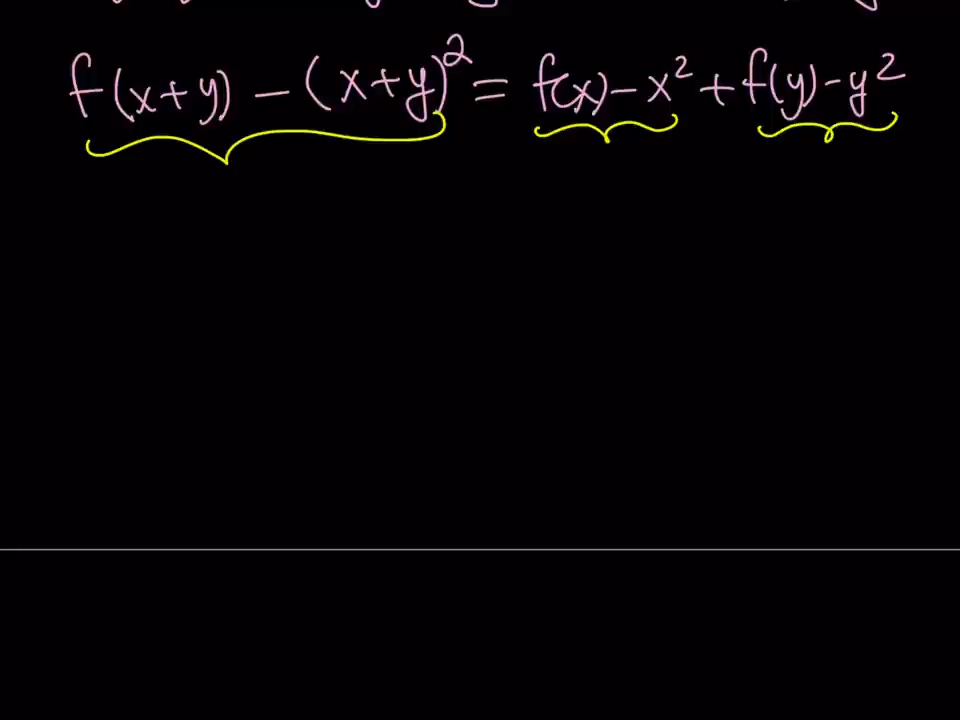 f(x+y) - (x+y)² = f(x) - x² + f(y) - y²